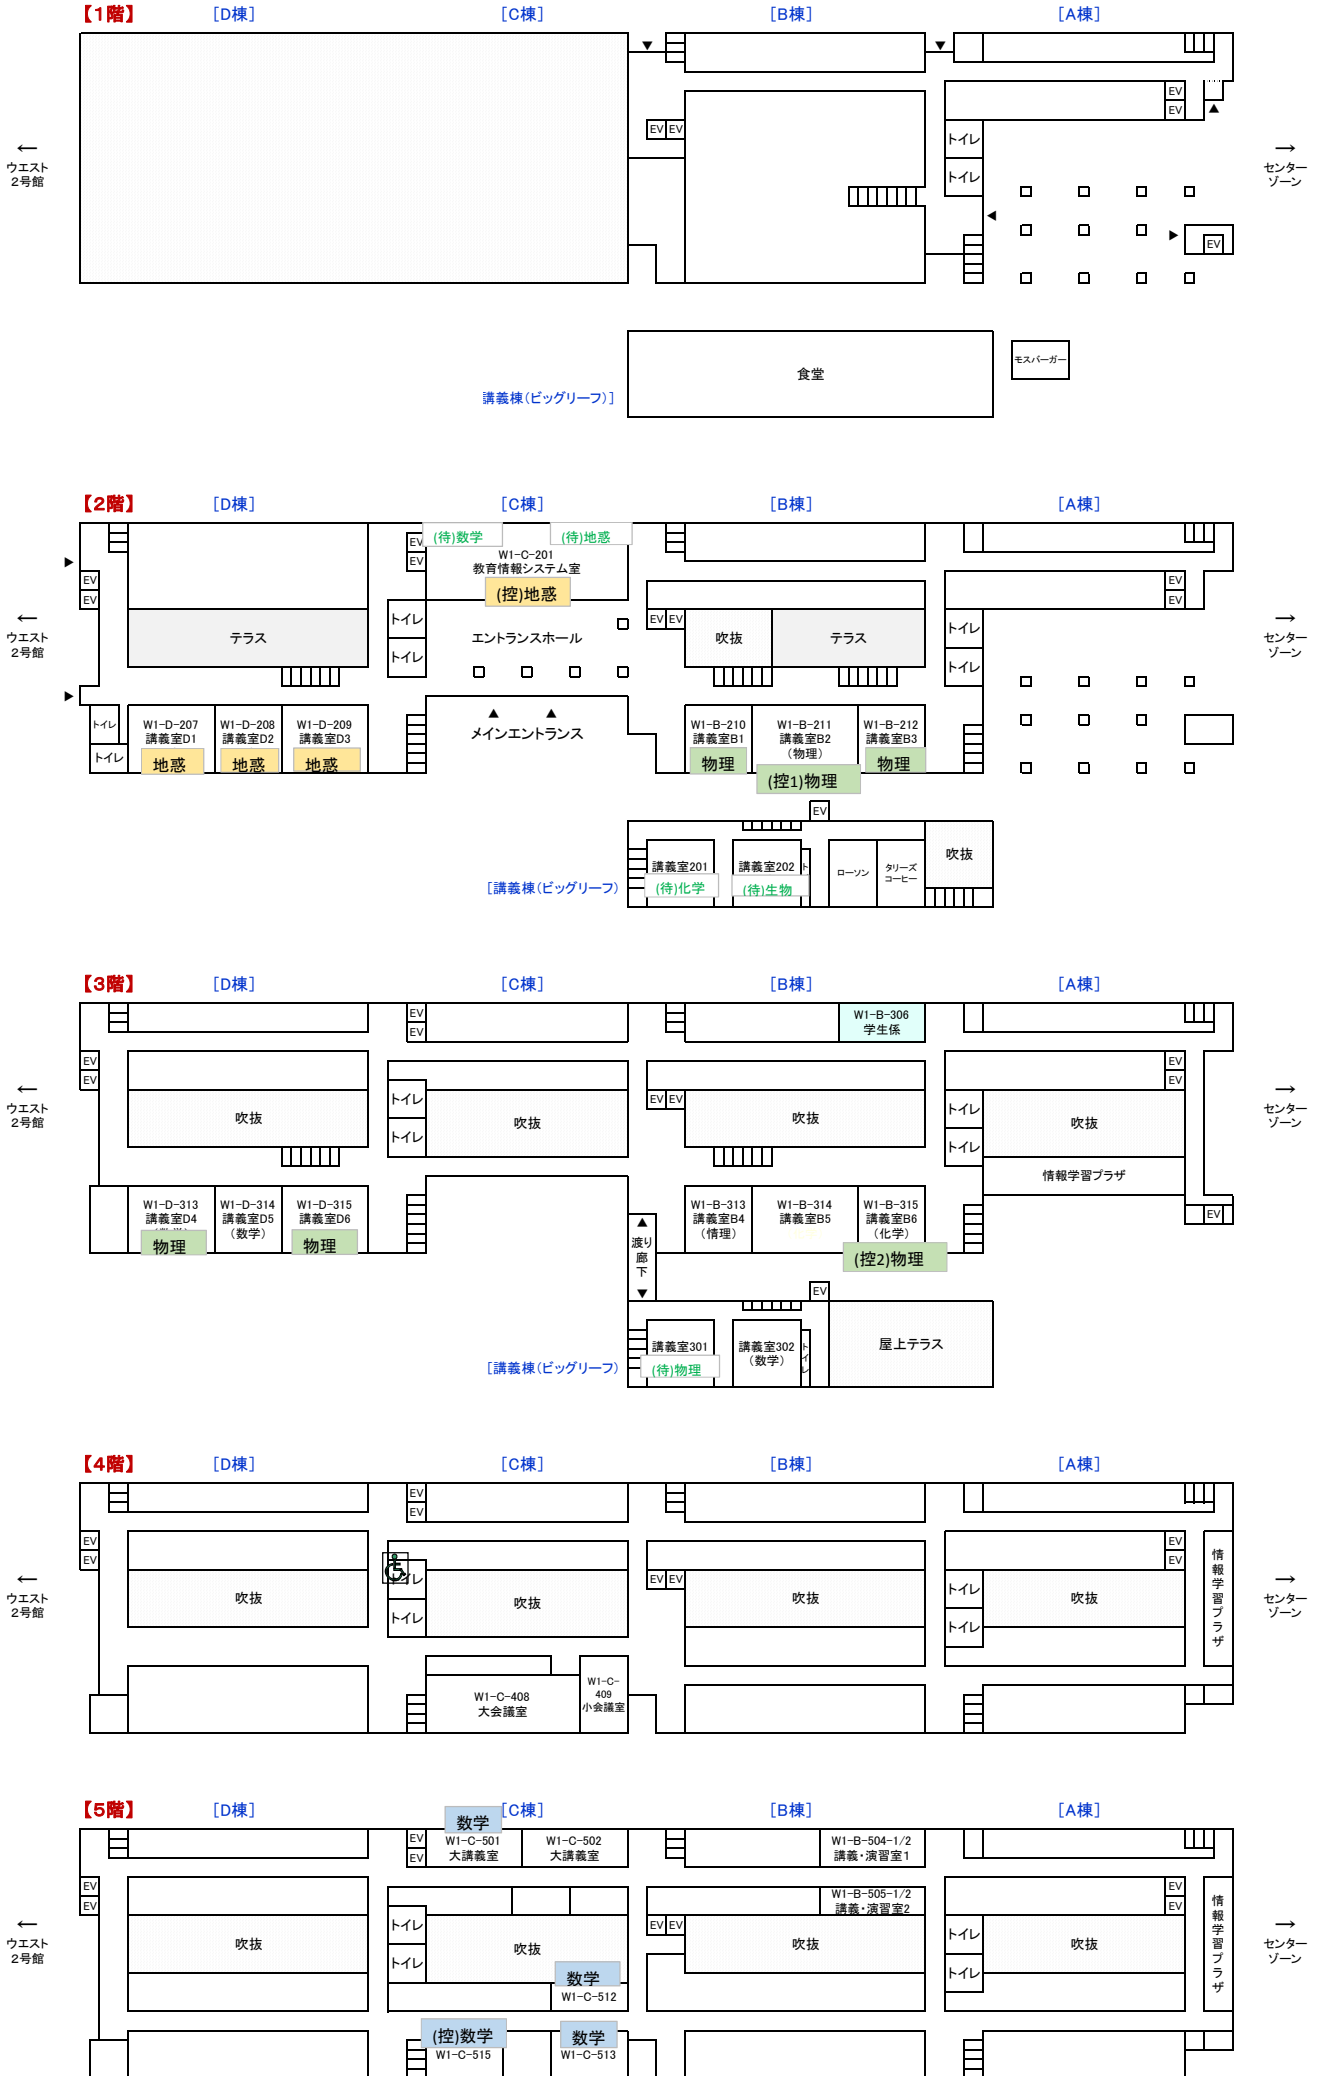 【1階】
［D棟］
［C棟］
［B棟］
［A棟］
EV
EV
EV EV
トイレ
トイレ
←
ウエスト
2号館
→
センター
ゾーン
EV
食堂
モスバーガー
講義棟（ビッグリーフ）］
【2階】
［D棟］
［C棟］
［B棟］
［A棟］
(待)数学
(待)地惑
EV
EV
W1-C-201
教育情報システム室
(控)地惑
EV
EV
EV
EV
←
ウエスト
2号館
テラス
トイレ
トイレ
エントランスホール
EV EV
吹抜
テラス
トイレ
トイレ
→
センター
ゾーン
トイレ
トイレ
W1-D-207
講義室D1
地惑
W1-D-208
講義室D2
地惑
W1-D-209
講義室D3
地惑
メインエントランス
W1-B-210
講義室B1
物理
W1-B-211
講義室B2
（物理）
(控1)物理
W1-B-212
講義室B3
物理
EV
［講義棟（ビッグリーフ）
講義室201
(待)化学
講義室202
(待)生物
ト
ローソン
タリーズ
コーヒー
吹抜
【3階】
［D棟］
［C棟］
［B棟］
［A棟］
EV
EV
W1-B-306
学生係
EV
EV
EV
EV
←
ウエスト
2号館
吹抜
トイレ
トイレ
吹抜
EV EV
吹抜
トイレ
トイレ
吹抜
情報学習プラザ
→
センター
ゾーン
EV
W1-D-313
講義室D4
物理
W1-D-314
講義室D5
（数学）
W1-D-315
講義室D6
物理
渡り
廊
下
W1-B-313
講義室B4
（情理）
W1-B-314
講義室B5
W1-B-315
講義室B6
（化学）
(控2)物理
EV
［講義棟（ビッグリーフ）
講義室301
(待)物理
講義室302
（数学）
トイレ
屋上テラス
【4階】
［D棟］
［C棟］
［B棟］
［A棟］
EV
EV
EV
EV
EV
EV
←
ウエスト
2号館
吹抜
トイレ
トイレ
吹抜
EV EV
吹抜
トイレ
トイレ
吹抜
情報学習プラザ
→
センター
ゾーン
W1-C-408
大会議室
W1-C-
409
小会議室
【5階】
［D棟］
［C棟］
［B棟］
［A棟］
数学
EV
EV
W1-C-501
大講義室
W1-C-502
大講義室
W1-B-504-1/2
講義・演習室1
EV
EV
W1-B-505-1/2
講義・演習室2
EV
EV
←
ウエスト
2号館
吹抜
トイレ
トイレ
吹抜
EV EV
吹抜
トイレ
トイレ
吹抜
情報学習プラザ
→
センター
ゾーン
数学
W1-C-512
(控)数学
W1-C-515
数学
W1-C-513